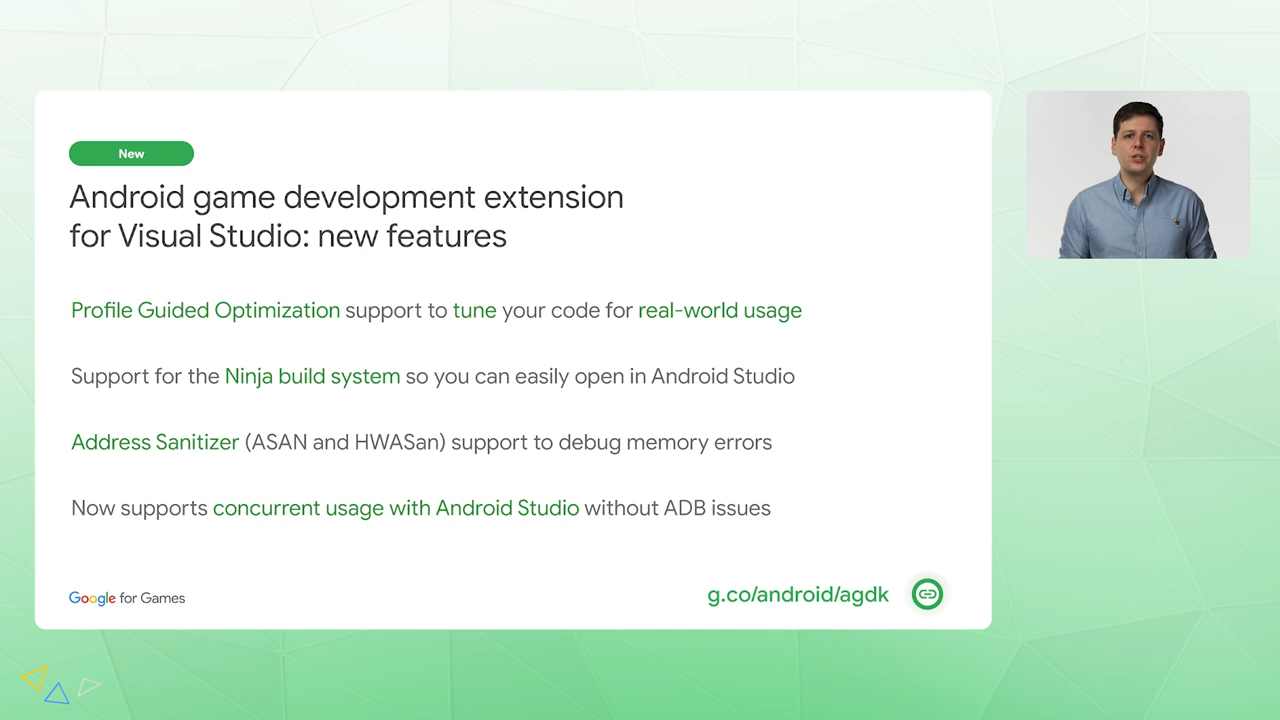 New
Android game development extension
for Visual Studio: new features
Profile Guided Optimization support to tune your code for real-world usage
Support for the Ninja build system so you can easily open in Android Studio
Address Sanitizer (ASAN and HWASan) support to debug memory errors
Now supports concurrent usage with Android Studio without ADB issues
Google for Games
g.co/android/agdk